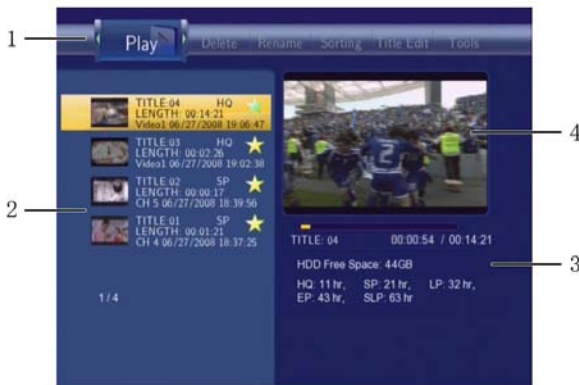 1
Play Delete Rename Sorting Title Edit Tools
TITLE:04 HQ
LENGTH: 00:14:21
Video1 06/27/2008 19:06:47
TITLE:03 HQ
LENGTH: 00:02:26
Video1 06/27/2008 19:02:38
TITLE:02 SP
LENGTH: 00:00:17
CH 5 06/27/2008 18:39:56
TITLE:01 SP
LENGTH: 00:01:21
CH 4 06/27/2008 18:37:25
2
1 / 4
2
4
TITLE: 04 00:00:54 / 00:14:21
HDD Free Space: 44GB
3
HQ: 11 hr, SP: 21 hr, LP: 32 hr,
EP: 43 hr, SLP: 63 hr